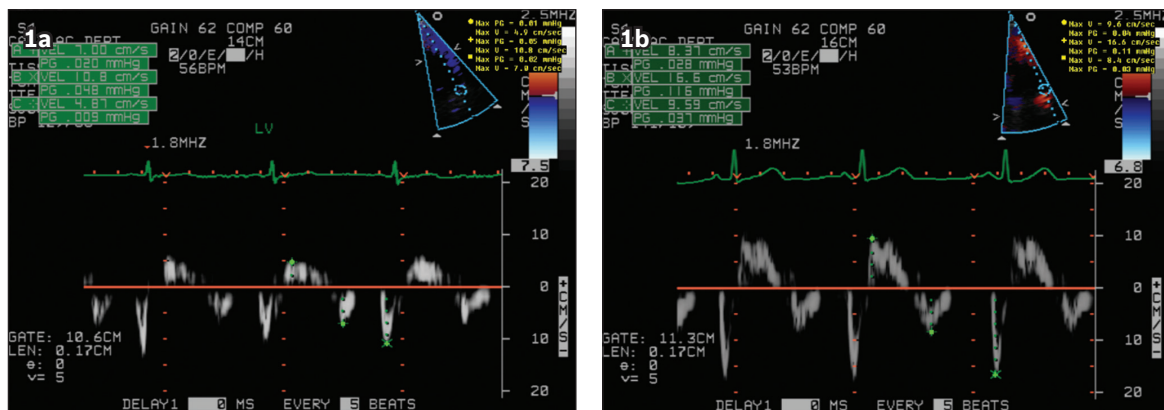 1a
S1
GAIN 62 COMP 60
2.5MHZ
14CM
2/0/E/ /H
56BPM
A VEL 7.00 cm/s
PG .020 mmHg
B X VEL 10.8 cm/s
PG .048 mmHg
C VEL 4.87 cm/s
PG .009 mmHg
BP
Max PG = 0.01 mmHg
Max V = 4.9 cm/sec
Max PG = 0.05 mmHg
Max V = 10.8 cm/sec
Max PG = 0.02 mmHg
Max V = 7.0 cm/sec
LV
1.8MHZ
7.5
20
10
0
10
20
+CM/S-
GATE: 10.6CM
LEN: 0.17CM
θ: 0
V= 5
DELAY1 0 MS EVERY 5 BEATS
1b
S1
GAIN 62 COMP 60
2.5MHZ
16CM
2/0/E/ /H
53BPM
VEL 8.37 cm/s
PG .028 mmHg
B X VEL 16.6 cm/s
PG .116 mmHg
C VEL 9.59 cm/s
PG .037 mmHg
BP
Max V = 9.6 cm/sec
Max PG = 0.04 mmHg
Max V = 16.6 cm/sec
Max PG = 0.11 mmHg
Max V = 8.4 cm/sec
Max PG = 0.03 mmHg
1.8MHZ
6.8
20
10
0
10
20
+CM/S-
GATE: 11.3CM
LEN: 0.17CM
θ: 0
V= 5
DELAY1 0 MS EVERY 5 BEATS